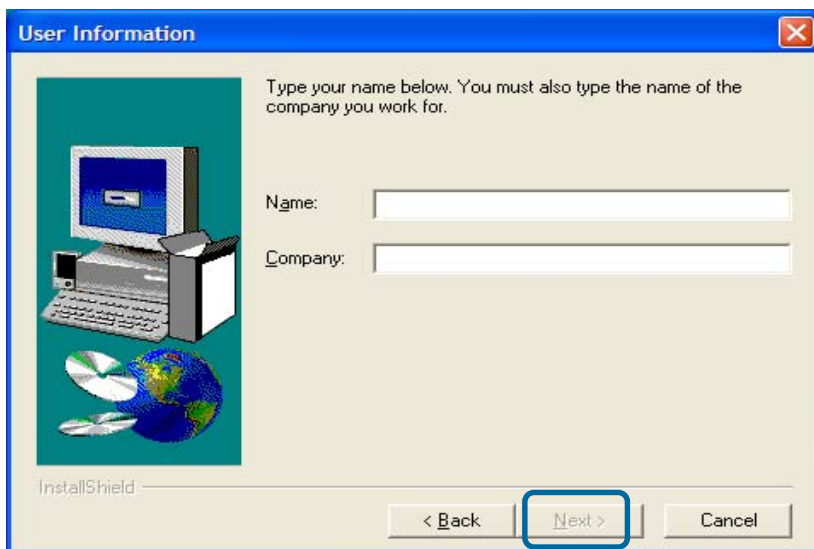 User Information
Type your name below. You must also type the name of the
company you work for.
Name:
Company:
InstallShield
< Back
Next >
Cancel